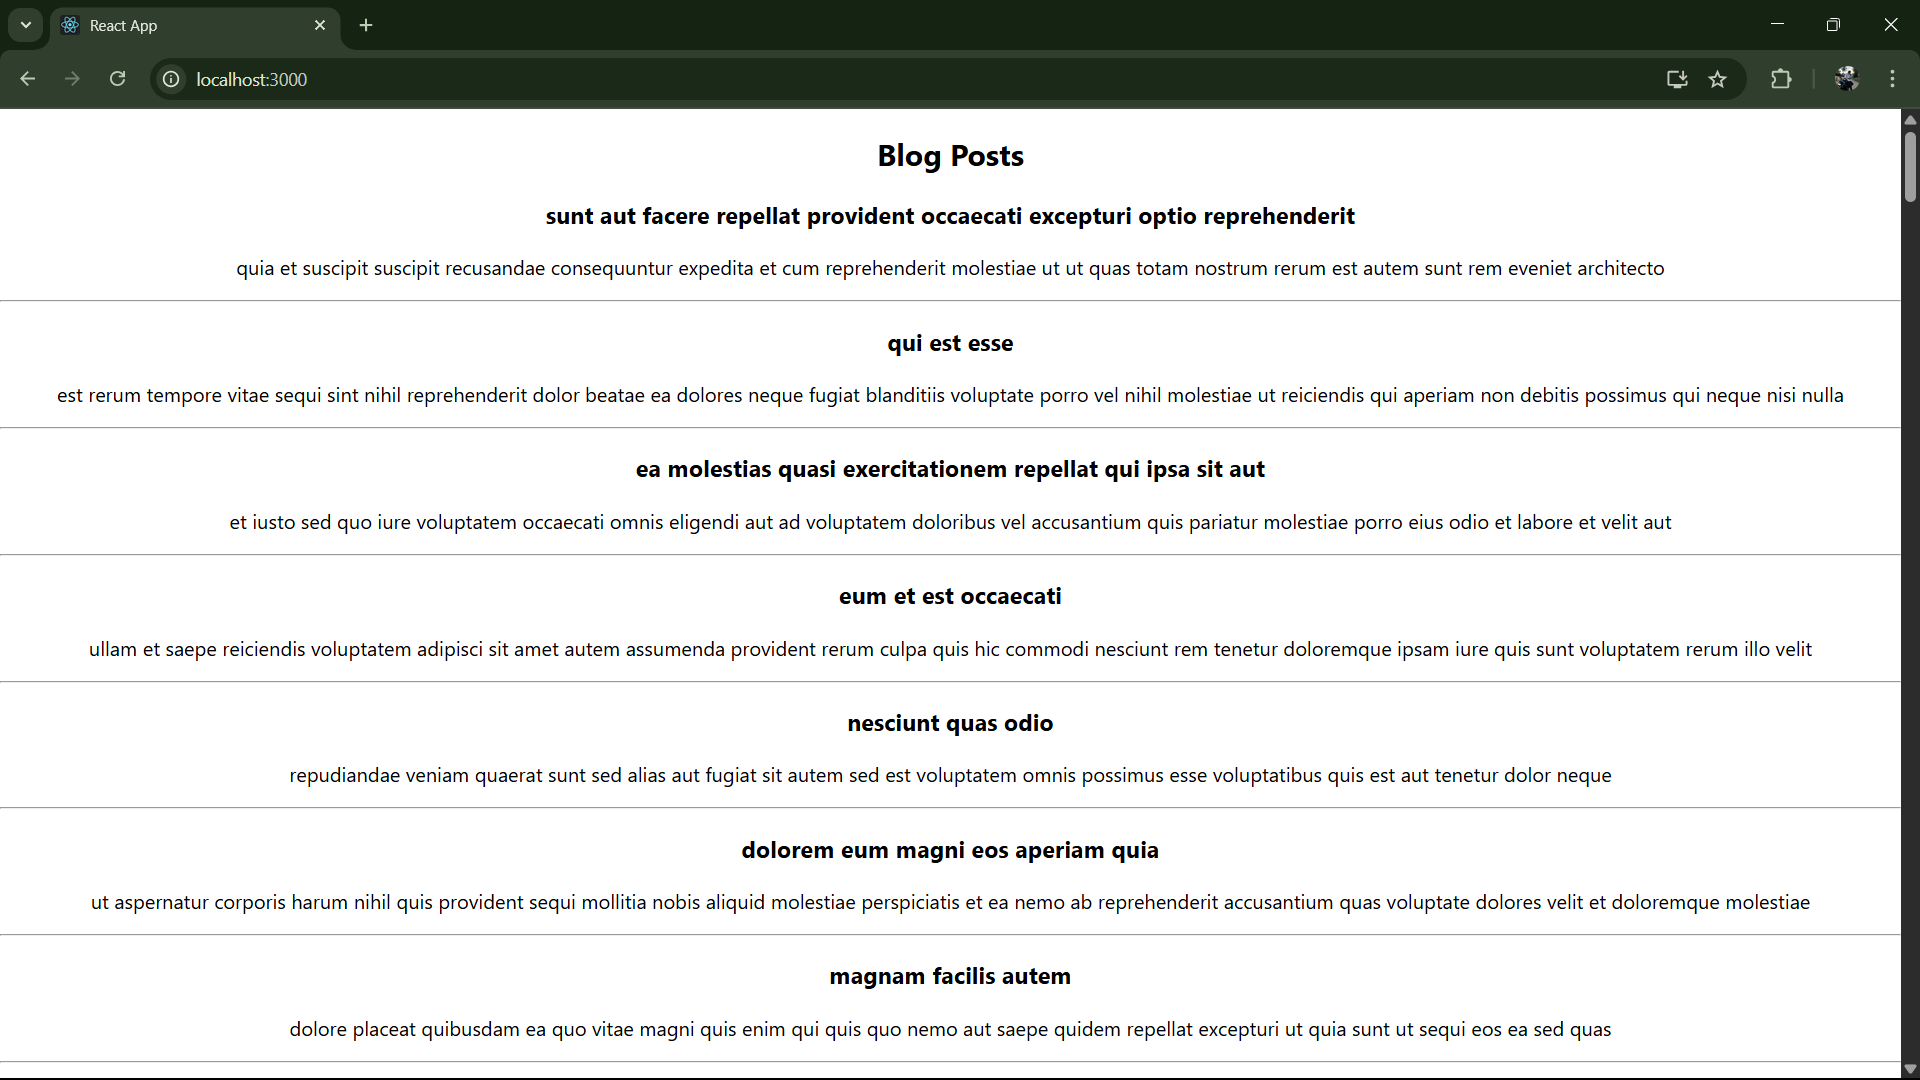 React App
localhost:3000
Blog Posts
sunt aut facere repellat provident occaecati excepturi optio reprehenderit
quia et suscipit suscipit recusandae consequuntur expedita et cum reprehenderit molestiae ut ut quas totam nostrum rerum est autem sunt rem eveniet architecto
qui est esse
est rerum tempore vitae sequi sint nihil reprehenderit dolor beatae ea dolores neque fugiat blanditiis voluptate porro vel nihil molestiae ut reiciendis qui aperiam non debitis possimus qui neque nisi nulla
ea molestias quasi exercitationem repellat qui ipsa sit aut
et iusto sed quo iure voluptatem occaecati omnis eligendi aut ad voluptatem doloribus vel accusantium quis pariatur molestiae porro eius odio et labore et velit aut
eum et est occaecati
ullam et saepe reiciendis voluptatem adipisci sit amet autem assumenda provident rerum culpa quis hic commodi nesciunt rem tenetur doloremque ipsam iure quis sunt voluptatem rerum illo velit
nesciunt quas odio
repudiandae veniam quaerat sunt sed alias aut fugiat sit autem sed est voluptatem omnis possimus esse voluptatibus quis est aut tenetur dolor neque
dolorem eum magni eos aperiam quia
ut aspernatur corporis harum nihil quis provident sequi mollitia nobis aliquid molestiae perspiciatis et ea nemo ab reprehenderit accusantium quas voluptate dolores velit et doloremque molestiae
magnam facilis autem
dolore placeat quibusdam ea quo vitae magni quis enim qui quis quo nemo aut saepe quidem repellat excepturi ut quia sunt ut sequi eos ea sed quas